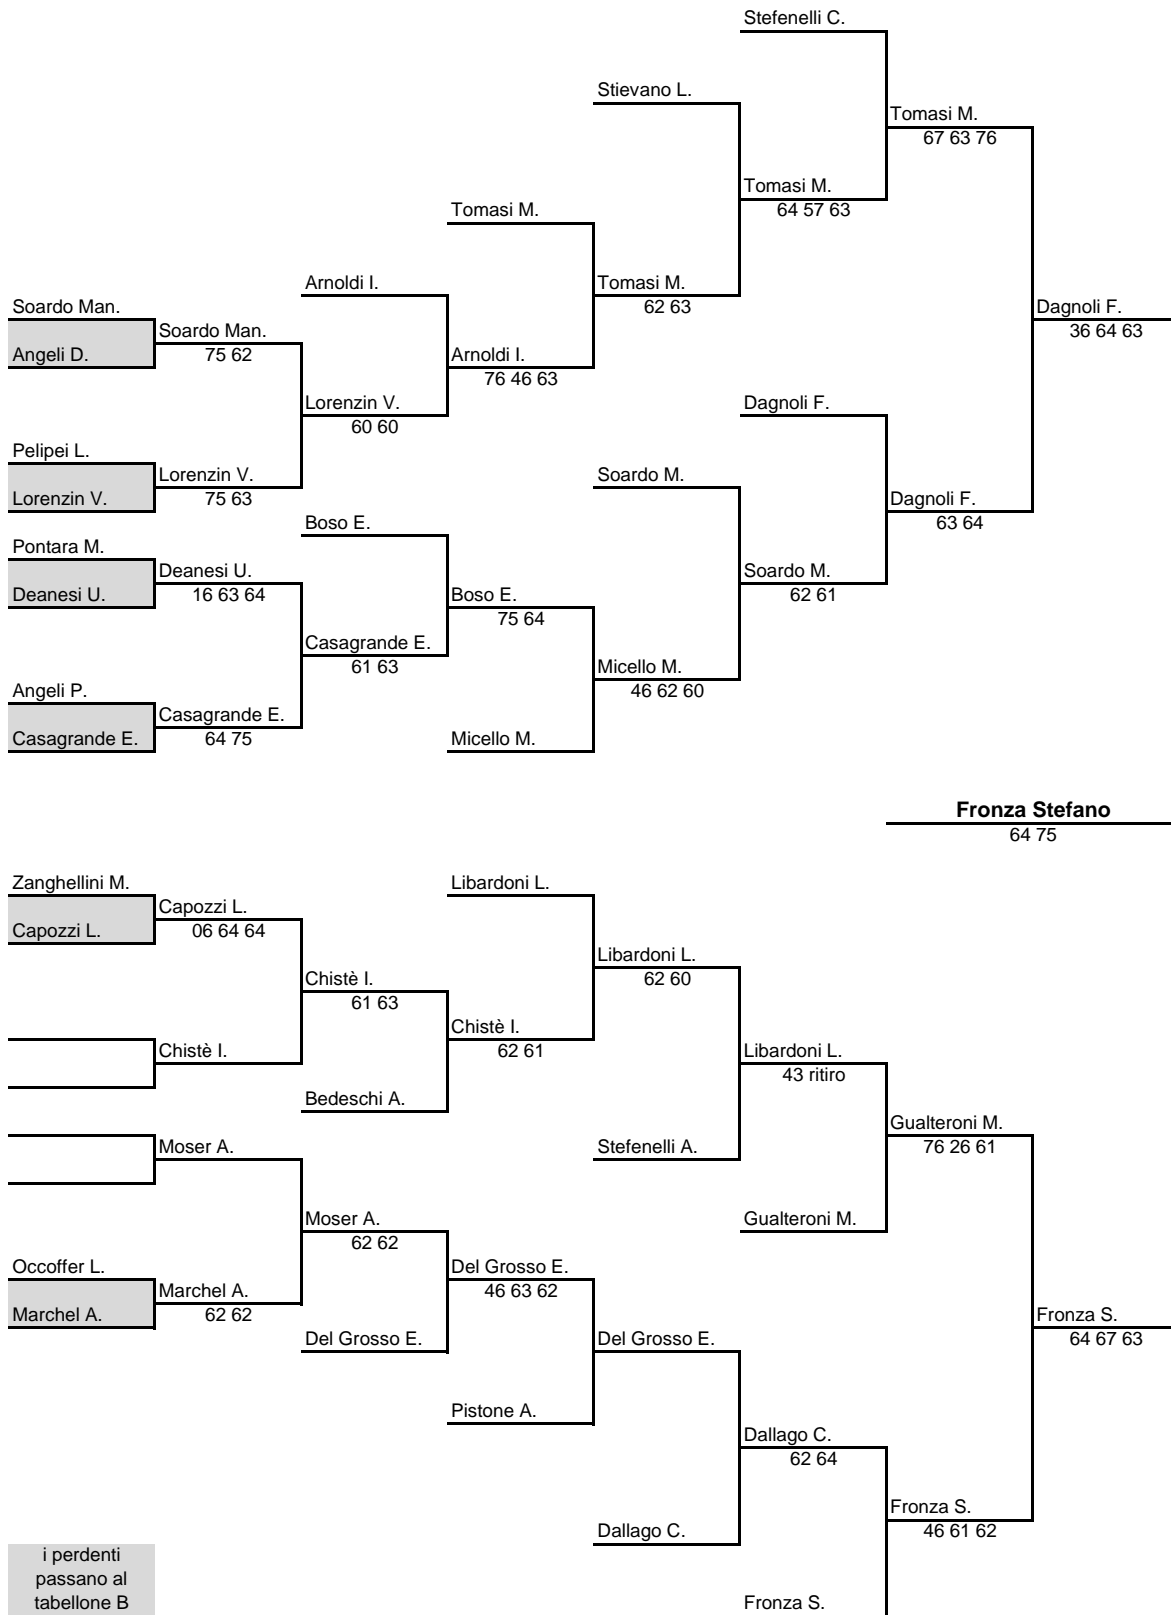 Stefenelli C.
Stievano L.
Tomasi M.
67 63 76
Tomasi M.
64 57 63
Tomasi M.
Arnoldi I.
Tomasi M.
62 63
Soardo Man.
Dagnoli F.
36 64 63
Soardo Man.
75 62
Angeli D.
Arnoldi I.
76 46 63
Lorenzin V.
60 60
Dagnoli F.
Pelipei L.
Lorenzin V.
75 63
Soardo M.
Lorenzin V.
Dagnoli F.
63 64
Boso E.
Pontara M.
Deanesi U.
16 63 64
Soardo M.
62 61
Deanesi U.
Boso E.
75 64
Casagrande E.
61 63
Micello M.
46 62 60
Angeli P.
Casagrande E.
64 75
Casagrande E.
Micello M.
Fronza Stefano
64 75
Zanghellini M.
Libardoni L.
Capozzi L.
06 64 64
Capozzi L.
Libardoni L.
62 60
Chistè I.
61 63
Chistè I.
62 61
Chistè I.
Libardoni L.
43 ritiro
Bedeschi A.
Gualteroni M.
76 26 61
Moser A.
Stefenelli A.
Moser A.
62 62
Gualteroni M.
Occoffer L.
Del Grosso E.
46 63 62
Marchel A.
62 62
Marchel A.
Fronza S.
64 67 63
Del Grosso E.
Del Grosso E.
Pistone A.
Dallago C.
62 64
Fronza S.
46 61 62
Dallago C.
i perdenti
passano al
tabellone B
Fronza S.